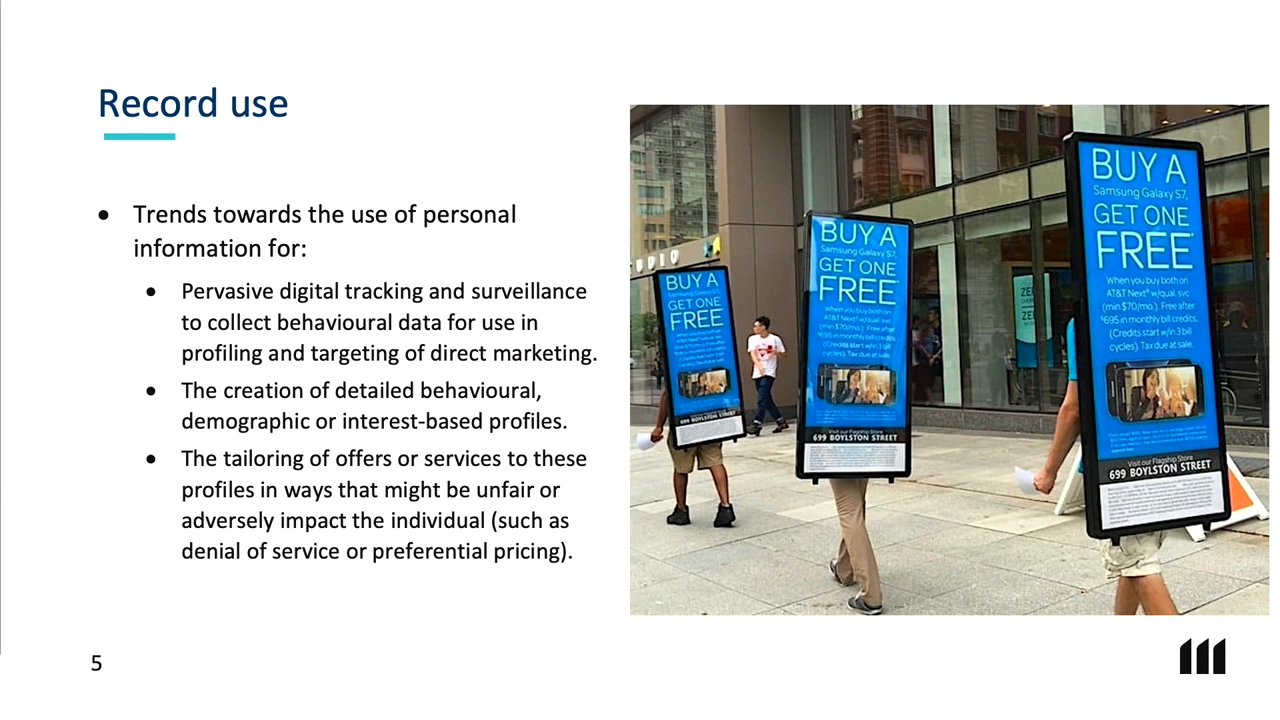 Record use
• Trends towards the use of personal
information for:
• Pervasive digital tracking and surveillance
to collect behavioural data for use in
profiling and targeting of direct marketing.
• The creation of detailed behavioural,
demographic or interest-based profiles.
• The tailoring of offers or services to these
profiles in ways that might be unfair or
adversely impact the individual (such as
denial of service or preferential pricing).
5
UDIO
BUY A
Samsung Galaxy S7,
GET ONE
FREE
699 BOYLSTON STREET
BUY A
Samsung Galaxy S7,
GET ONE
FREE*
When you buy both on
AT&T Next® w/qual. svc
(min $70/mo.). Free after
$695 in monthly bill credits.
(Credits start w/in 3 bill
cycles). Tax due at sale.
Visit our Flagship Store
699 BOYLSTON STREET
BUY A
Samsung Galaxy S7,
GET ONE
FREE*
When you buy both on
AT&T Next® w/qual. svc
(min $70/mo.). Free after
$695 in monthly bill credits.
(Credits start w/in 3 bill
cycles). Tax due at sale.
Visit our Flagship Store
699 BOYLSTON STREET